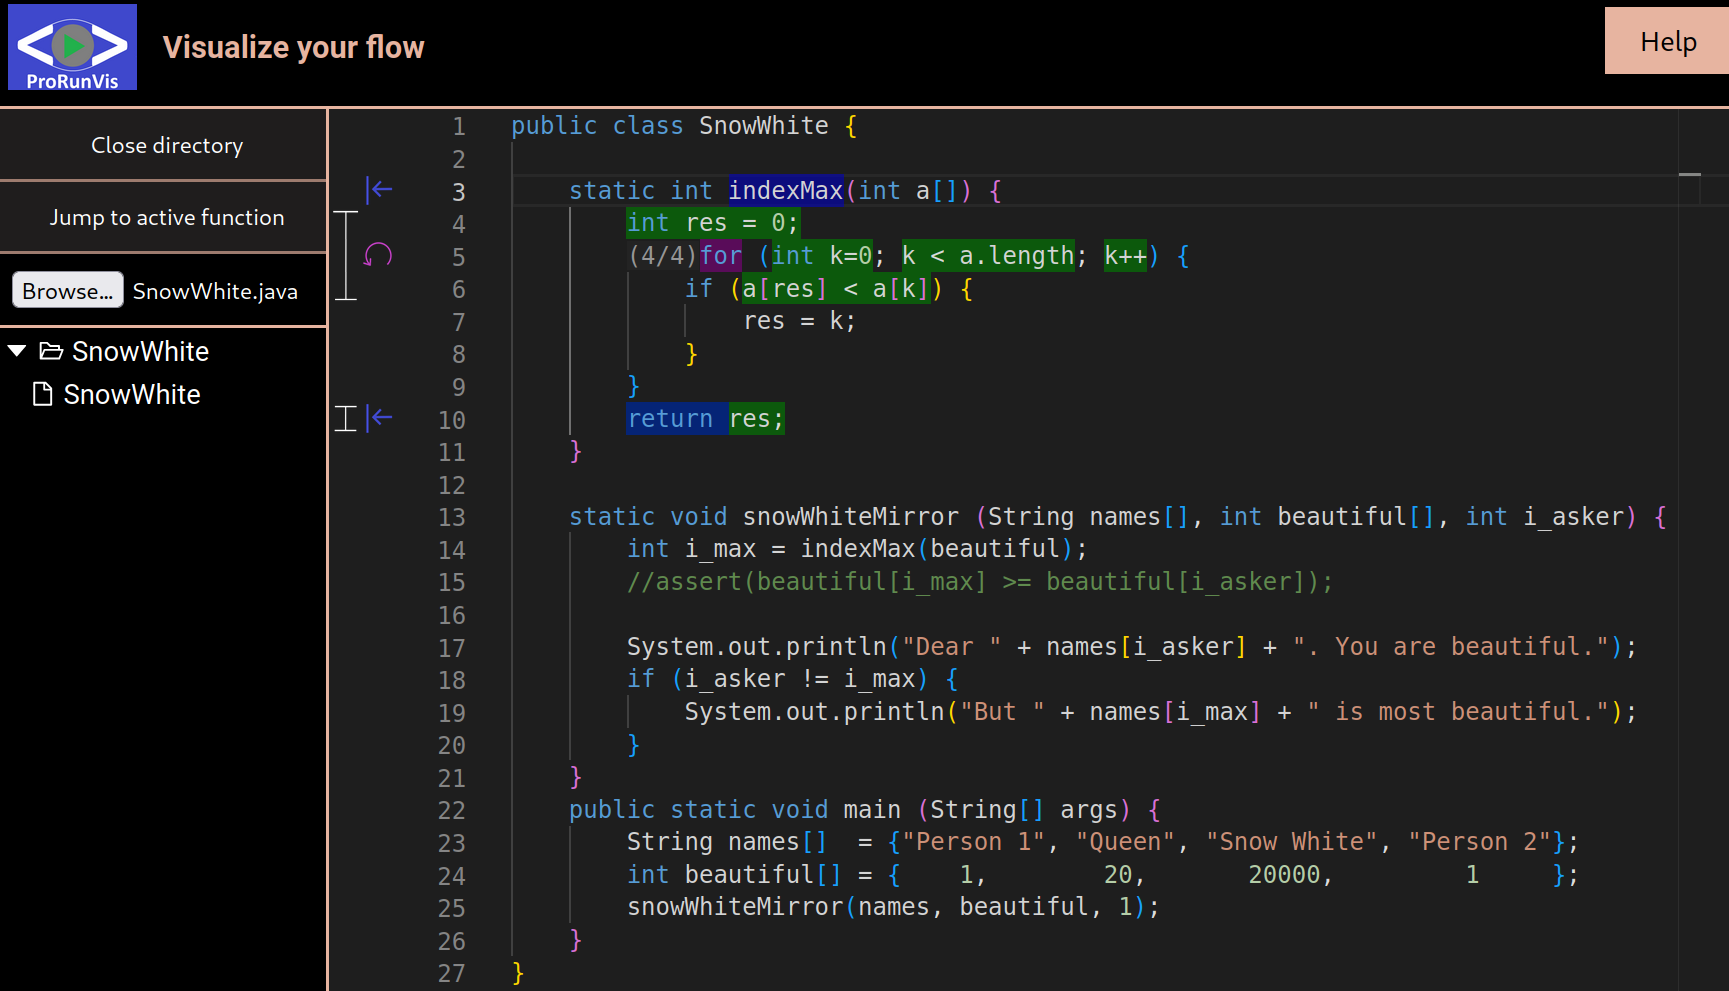 ProRunVis
Visualize your flow
Help
Close directory
Jump to active function
Browse... SnowWhite.java
SnowWhite
SnowWhite
1 public class SnowWhite {
2
3 static int indexMax(int a[]) {
4 int res = 0;
5 (4/4)for (int k=0; k < a.length; k++) {
6 if (a[res] < a[k]) {
7 res = k;
8 }
9 }
10 return res;
11 }
12
13 static void snowWhiteMirror (String names[], int beautiful[], int i_asker) {
14 int i_max = indexMax(beautiful);
15 //assert(beautiful[i_max] >= beautiful[i_asker]);
16
17 System.out.println("Dear " + names[i_asker] + ". You are beautiful.");
18 if (i_asker != i_max) {
19 System.out.println("But " + names[i_max] + " is most beautiful.");
20 }
21 }
22 public static void main (String[] args) {
23 String names[]  = {"Person 1", "Queen", "Snow White", "Person 2"};
24 int beautiful[] = {    1,        20,       20000,         1     };
25 snowWhiteMirror(names, beautiful, 1);
26 }
27 }